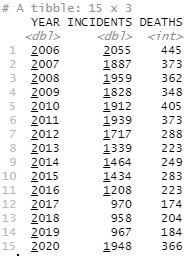 # A tibble: 15 x 3
YEAR INCIDENTS DEATHS
<dbl> <dbl> <int>
1 2006 2055 445
2 2007 1887 373
3 2008 1959 362
4 2009 1828 348
5 2010 1912 405
6 2011 1939 373
7 2012 1717 288
8 2013 1339 223
9 2014 1464 249
10 2015 1434 283
11 2016 1208 223
12 2017 970 174
13 2018 958 204
14 2019 967 184
15 2020 1948 366